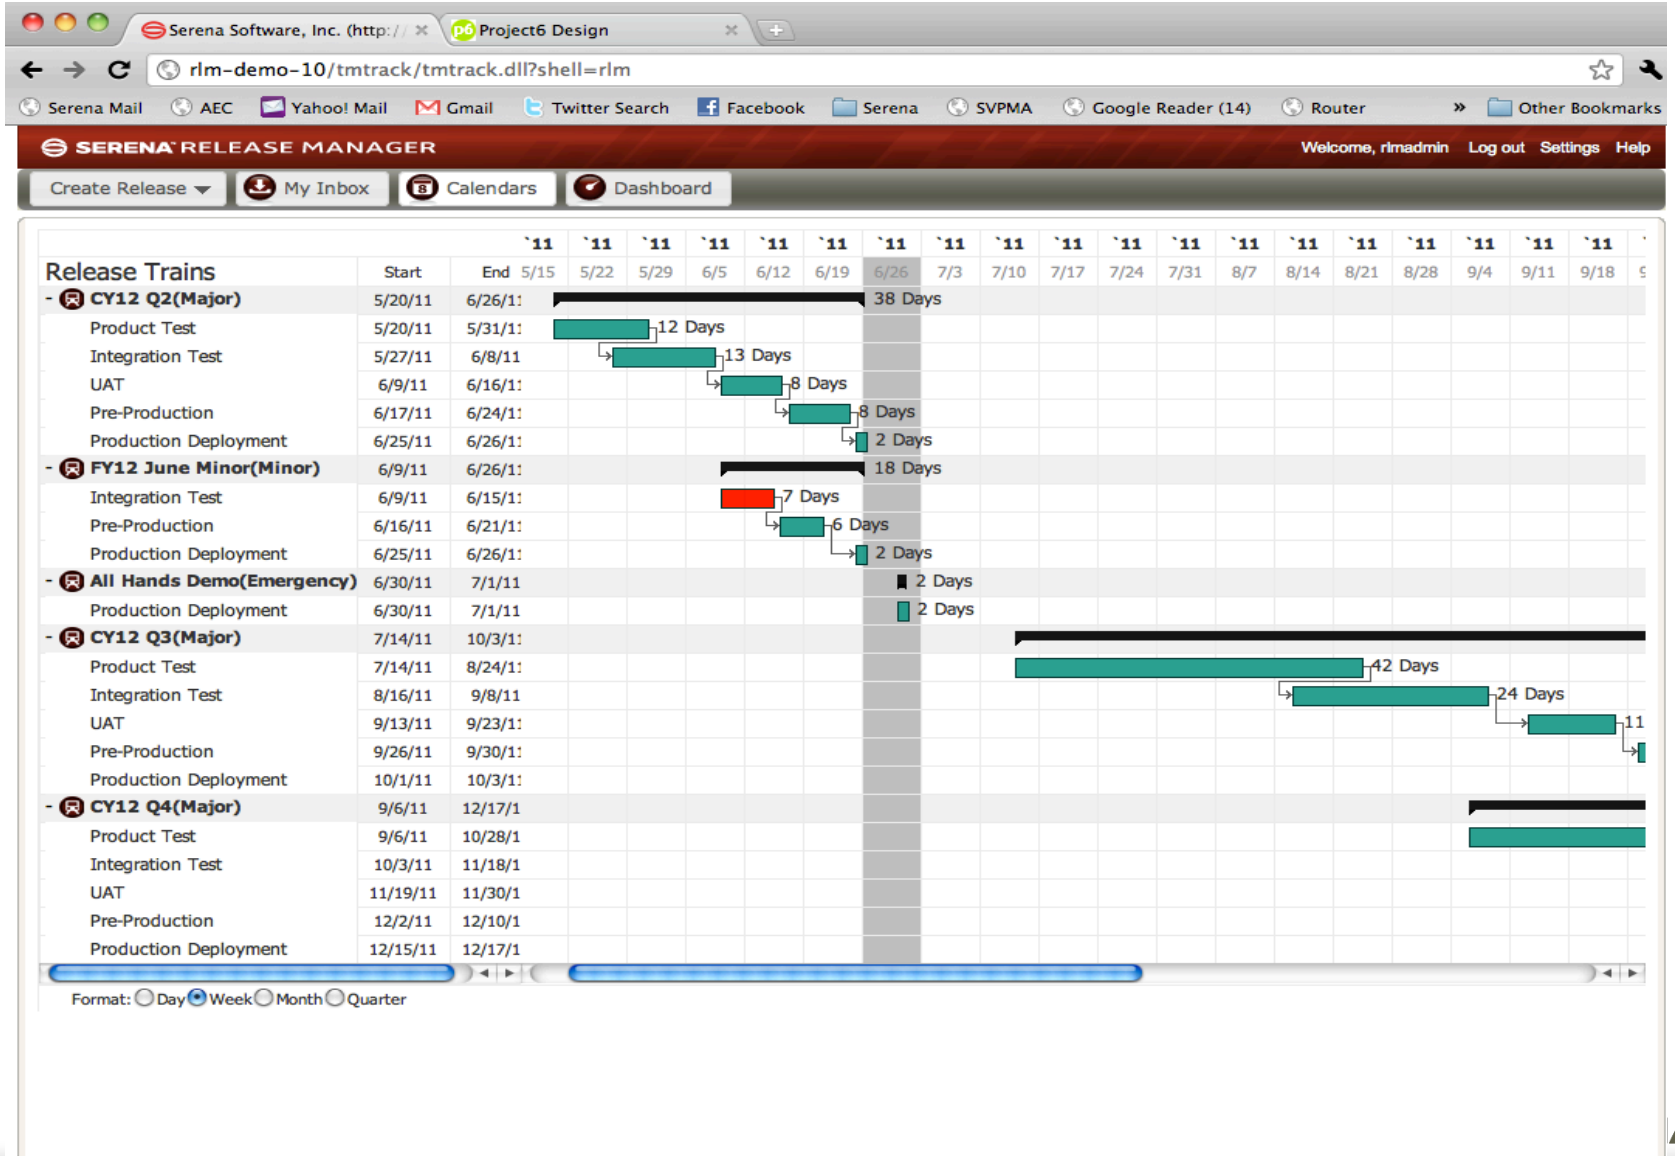 Serena Software, Inc. (http:// Project6 Design
rlm-demo-10/tmtrack/tmtrack.dll?shell=rlm
Serena Mail AEC Yahoo! Mail Gmail Twitter Search Facebook Serena SVPMA Google Reader (14) Router » Other Bookmarks
SERENA RELEASE MANAGER Welcome, rlmadmin Log out Settings Help
Create Release My Inbox Calendars Dashboard
`11 `11 `11 `11 `11 `11 `11 `11 `11 `11 `11 `11 `11 `11 `11 `11 `11 `11 `11
Release Trains Start End 5/15 5/22 5/29 6/5 6/12 6/19 6/26 7/3 7/10 7/17 7/24 7/31 8/7 8/14 8/21 8/28 9/4 9/11 9/18
- CY12 Q2(Major) 5/20/11 6/26/11 38 Days
Product Test 5/20/11 5/31/11 12 Days
Integration Test 5/27/11 6/8/11 13 Days
UAT 6/9/11 6/16/11 8 Days
Pre-Production 6/17/11 6/24/11 8 Days
Production Deployment 6/25/11 6/26/11 2 Days
- FY12 June Minor(Minor) 6/9/11 6/26/11 18 Days
Integration Test 6/9/11 6/15/11 7 Days
Pre-Production 6/16/11 6/21/11 6 Days
Production Deployment 6/25/11 6/26/11 2 Days
- All Hands Demo(Emergency) 6/30/11 7/1/11 2 Days
Production Deployment 6/30/11 7/1/11 2 Days
- CY12 Q3(Major) 7/14/11 10/3/11
Product Test 7/14/11 8/24/11 42 Days
Integration Test 8/16/11 9/8/11 24 Days
UAT 9/13/11 9/23/11 11
Pre-Production 9/26/11 9/30/11
Production Deployment 10/1/11 10/3/11
- CY12 Q4(Major) 9/6/11 12/17/1
Product Test 9/6/11 10/28/1
Integration Test 10/3/11 11/18/1
UAT 11/19/11 11/30/1
Pre-Production 12/2/11 12/10/1
Production Deployment 12/15/11 12/17/1
Format: Day Week Month Quarter